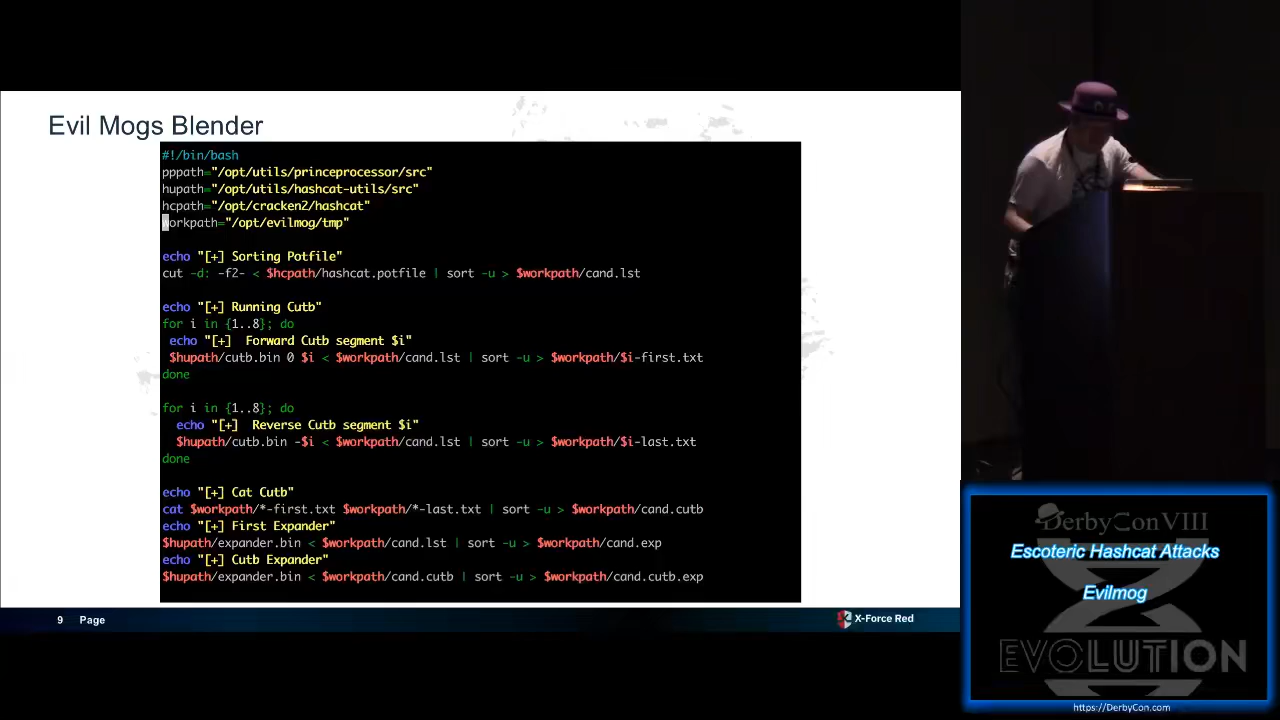 Evil Mogs Blender
#!/bin/bash
pppath="/opt/utils/princeprocessor/src"
hupath="/opt/utils/hashcat-utils/src"
hcpath="/opt/cracken2/hashcat"
workpath="/opt/evilmog/tmp"
echo "[+] Sorting Potfile"
cut -d: -f2- < $hcpath/hashcat.potfile | sort -u > $workpath/cand.lst
echo "[+] Running Cutb"
for i in {1..8}; do
echo "[+]  Forward Cutb segment $i"
$hupath/cutb.bin 0 $i < $workpath/cand.lst | sort -u > $workpath/$i-first.txt
done
for i in {1..8}; do
echo "[+]  Reverse Cutb segment $i"
$hupath/cutb.bin -$i < $workpath/cand.lst | sort -u > $workpath/$i-last.txt
done
echo "[+] Cat Cutb"
cat $workpath/*-first.txt $workpath/*-last.txt | sort -u > $workpath/cand.cutb
echo "[+] First Expander"
$hupath/expander.bin < $workpath/cand.lst | sort -u > $workpath/cand.exp
echo "[+] Cutb Expander"
$hupath/expander.bin < $workpath/cand.cutb | sort -u > $workpath/cand.cutb.exp
9 Page
X-Force Red
DerbyCon VIII
Escoteric Hashcat Attacks
Evilmog
EVOLUTION
https://DerbyCon.com